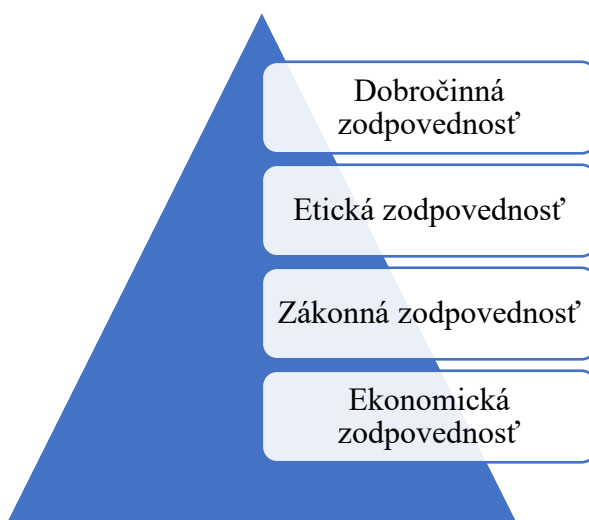 Dobročinná
zodpovednosť
Etická zodpovednosť
Zákonná zodpovednosť
Ekonomická
zodpovednosť